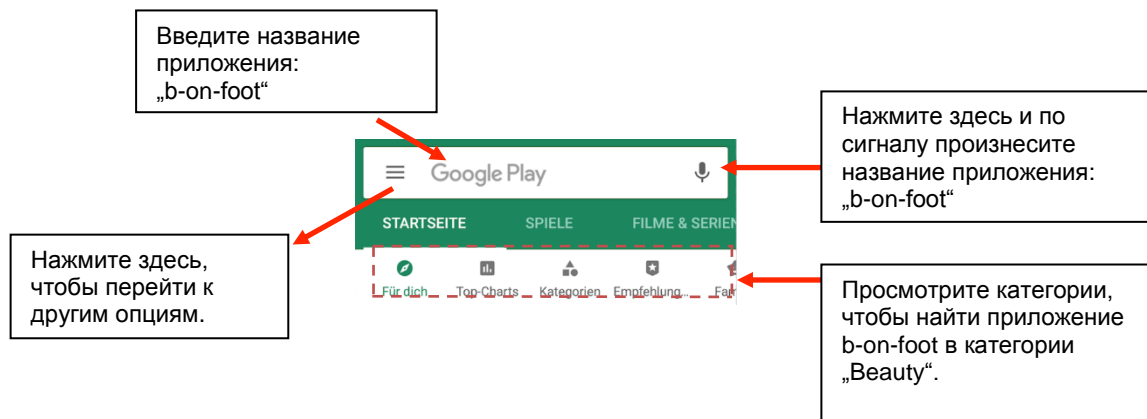 Введите название
приложения:
„b-on-foot“
Нажмите здесь и по
сигналу произнесите
название приложения:
„b-on-foot“
Google Play
STARTSEITE SPIELE FILME & SERIEN
Für dich Top-Charts Kategorien Empfehlung... Fam
Нажмите здесь,
чтобы перейти к
другим опциям.
Просмотрите категории,
чтобы найти приложение
b-on-foot в категории
„Beauty“.